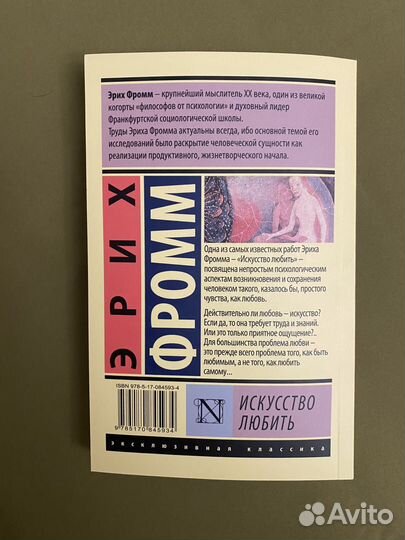 Эрих Фромм – крупнейший мыслитель XX века, один из великой
когорты «философов от психологии» и духовный лидер
Франкфуртской социологической школы.
Труды Эриха Фромма актуальны всегда, ибо основной темой его
исследований было раскрытие человеческой сущности как
реализации продуктивного, жизнетворческого начала.
ЭРИХ
ФРОММ
Одна из самых известных работ Эриха
Фромма – «Искусство любить» –
посвящена непростым психологическим
аспектам возникновения и сохранения
человеком такого, казалось бы, простого
чувства, как любовь.
Действительно ли любовь – искусство?
Если да, то она требует труда и знаний.
Или это только приятное ощущение?..
Для большинства проблема любви –
это прежде всего проблема того, как быть
любимым, а не того, как любить
самому...
ISBN 978-5-17-084593-4
9 785170 845934
N
ИСКУССТВО
ЛЮБИТЬ
эксклюзивная классика
Avito